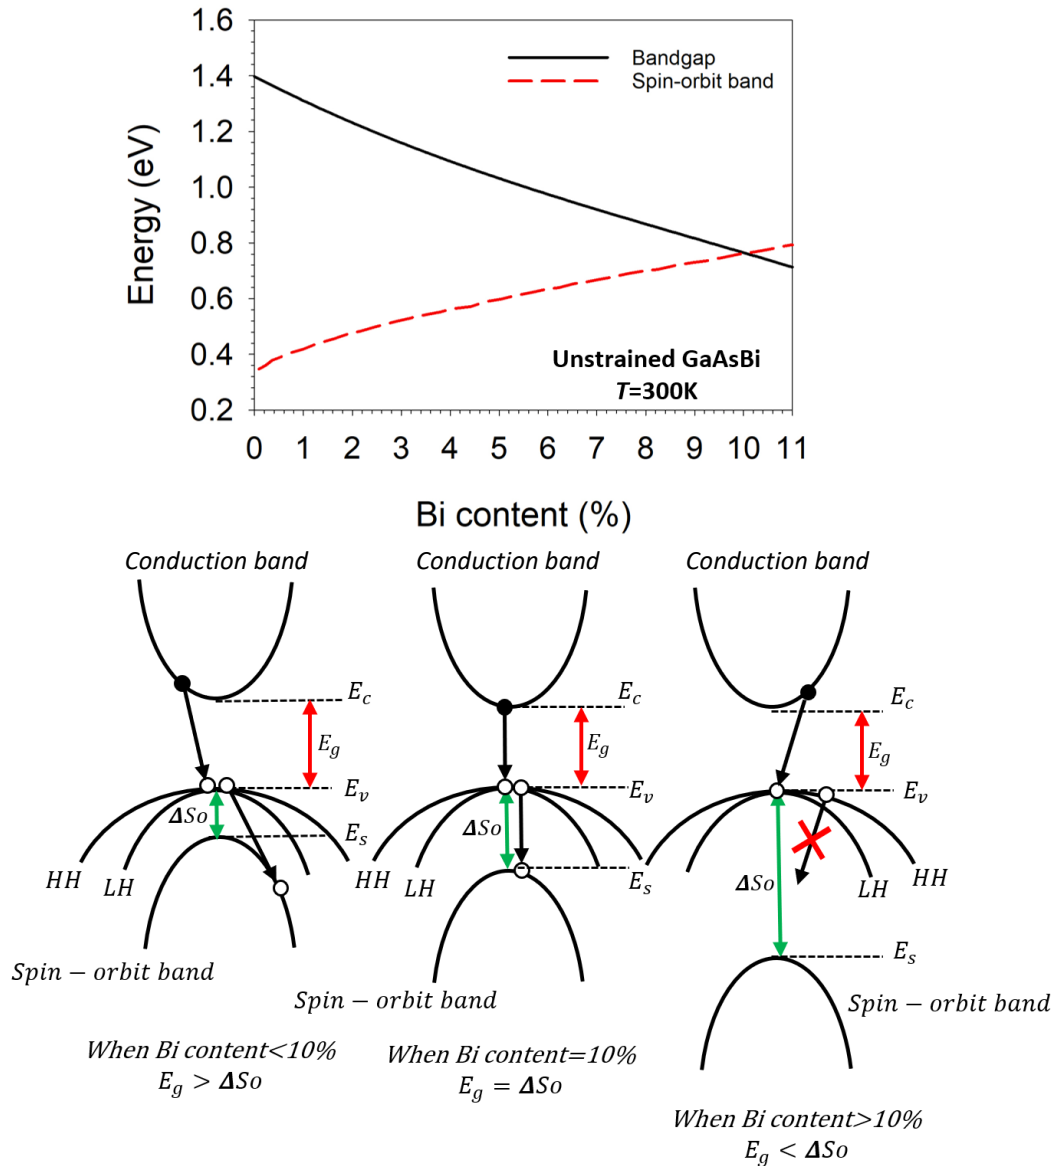 1.6
Bandgap
Spin-orbit band
1.4
1.2
1.0
0.8
0.6
0.4
0.2
Energy (eV)
Unstrained GaAsBi
T=300K
0 1 2 3 4 5 6 7 8 9 10 11
Bi content (%)
Conduction band
E_c
E_g
E_v
ΔSo
E_s
HH
LH
Spin − orbit band
When Bi content<10%
E_g > ΔSo
Conduction band
E_g
E_v
ΔSo
E_s
HH
LH
Spin − orbit band
When Bi content=10%
E_g = ΔSo
Conduction band
E_c
E_g
E_v
ΔSo
LH
HH
E_s
Spin − orbit band
When Bi content>10%
E_g < ΔSo